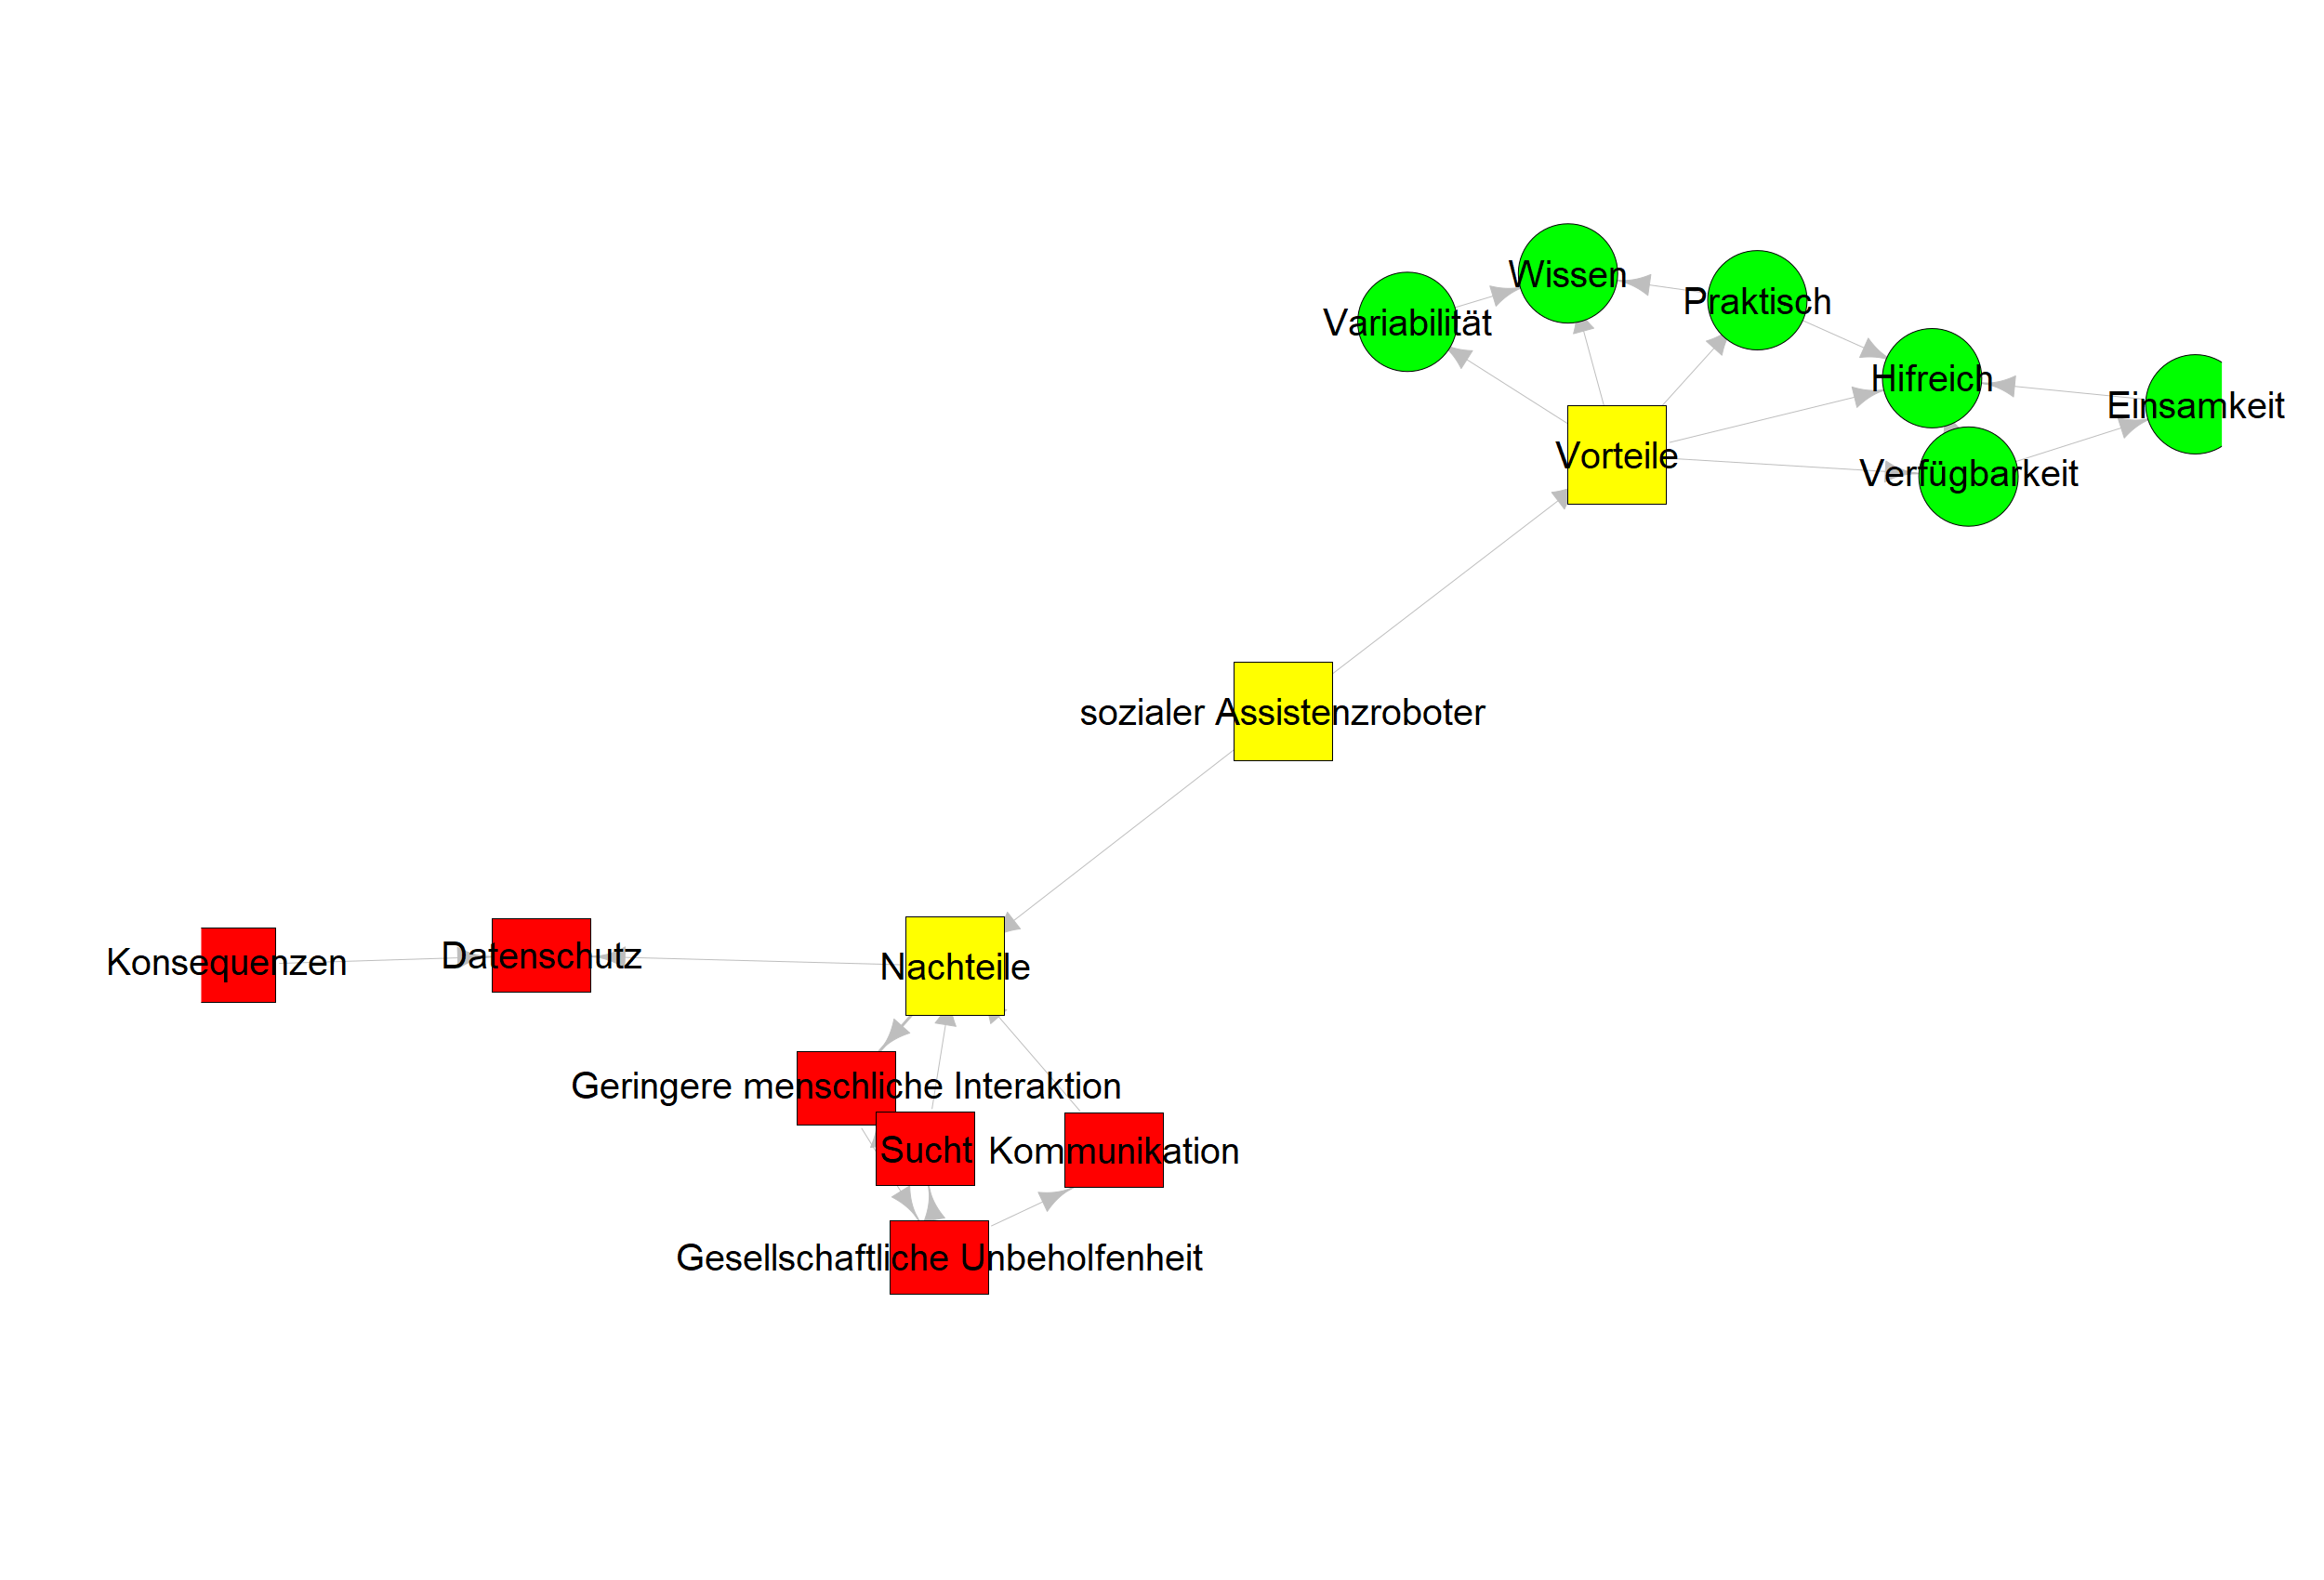 Wissen
Praktisch
Variabilität
Hifreich
Einsamkeit
Vorteile
Verfügbarkeit
sozialer Assistenzroboter
Konsequenzen
Datenschutz
Nachteile
Geringere menschliche Interaktion
Sucht
Kommunikation
Gesellschaftliche Unbeholfenheit